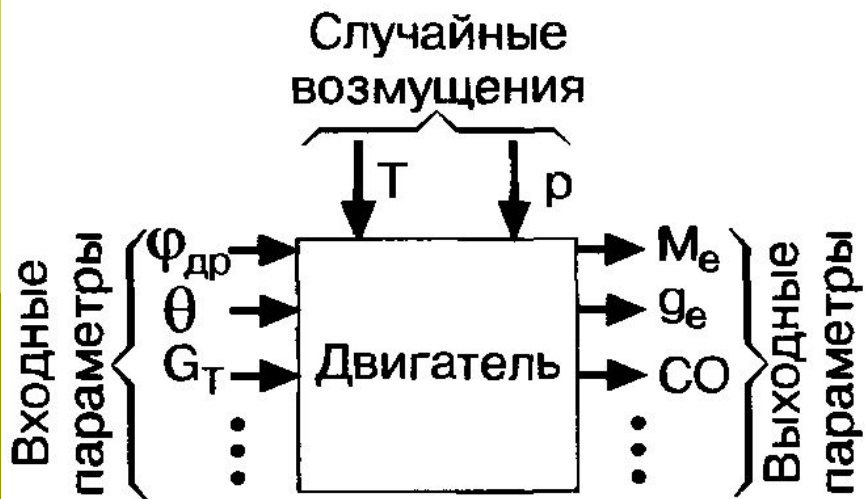 Случайные
возмущения
T
p
Входные
параметры
φдр
θ
GT
Двигатель
Me
ge
CO
Выходные
параметры